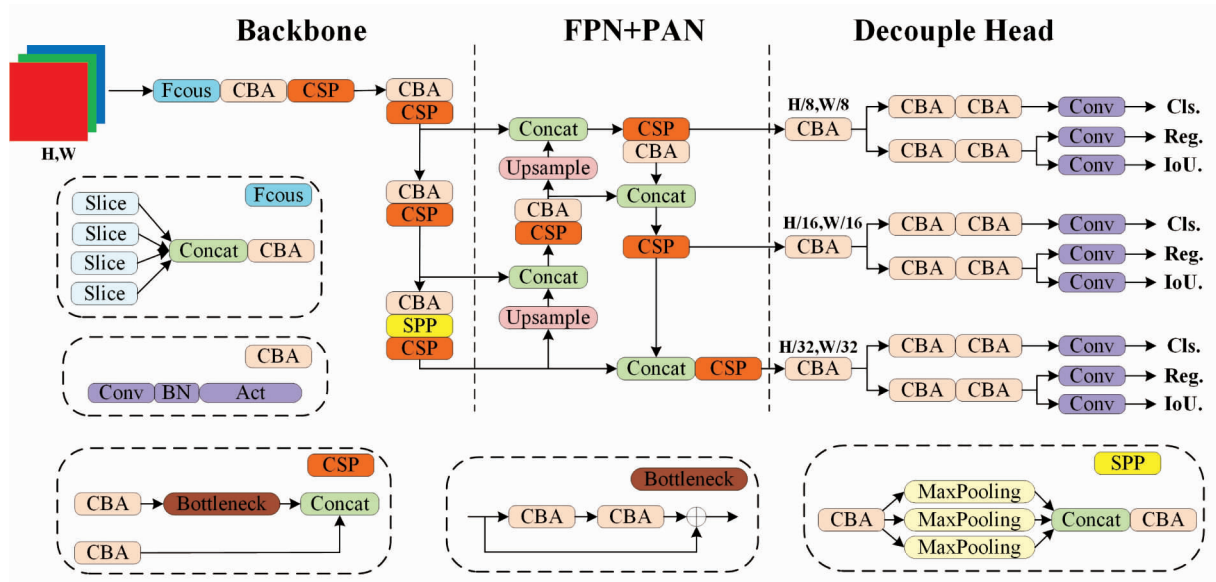 Backbone
FPN+PAN
Decouple Head
H,W
Fcous CBA CSP
CBA
CSP
CBA
CSP
CBA
SPP
CSP
Concat
CSP
CBA
Upsample
Concat
CBA
CSP
CSP
Concat
Upsample
Concat CSP
H/8,W/8
CBA
CBA CBA Conv Cls.
CBA CBA Conv Reg.
Conv IoU.
H/16,W/16
CBA
CBA CBA Conv Cls.
CBA CBA Conv Reg.
Conv IoU.
H/32,W/32
CBA
CBA CBA Conv Cls.
CBA CBA Conv Reg.
Conv IoU.
Fcous
Slice
Slice
Slice
Slice
Concat CBA
CBA
Conv BN Act
CSP
CBA Bottleneck Concat
CBA
Bottleneck
CBA CBA
SPP
CBA
MaxPooling
MaxPooling
MaxPooling
Concat CBA